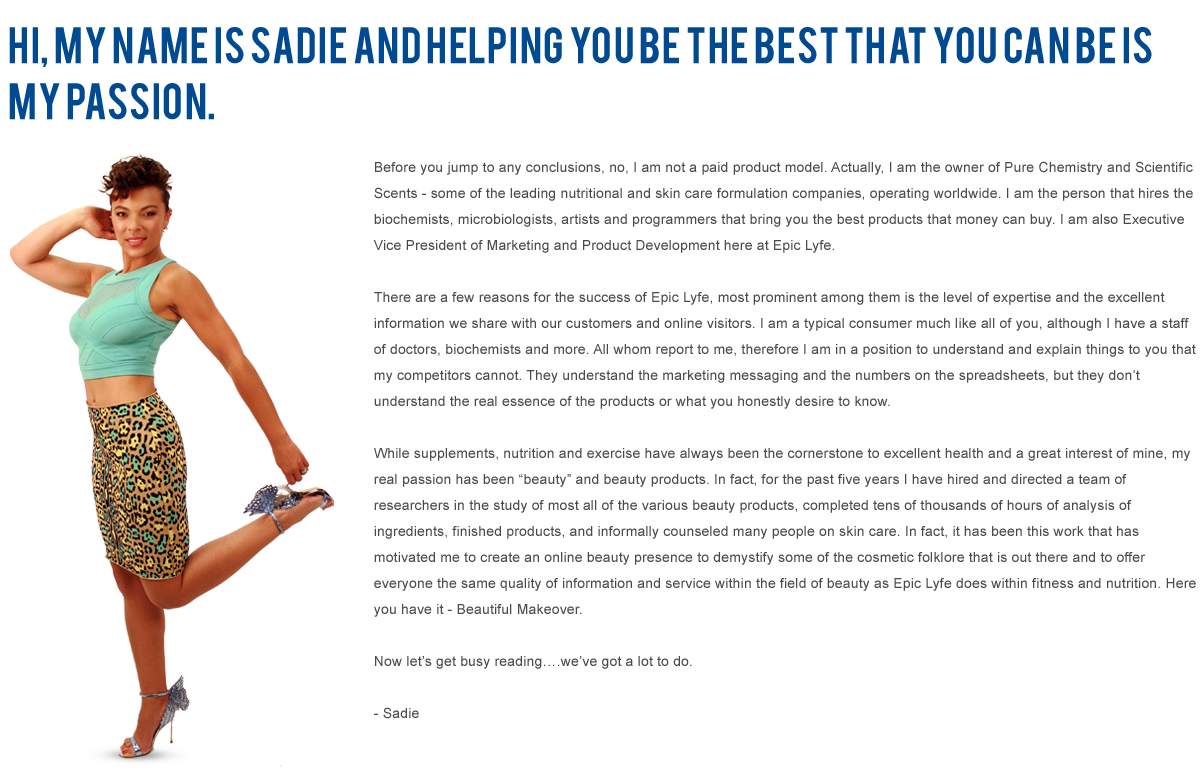 HI, MY NAME IS SADIE AND HELPING YOU BE THE BEST THAT YOU CAN BE IS
MY PASSION.
Before you jump to any conclusions, no, I am not a paid product model. Actually, I am the owner of Pure Chemistry and Scientific
Scents - some of the leading nutritional and skin care formulation companies, operating worldwide. I am the person that hires the
biochemists, microbiologists, artists and programmers that bring you the best products that money can buy. I am also Executive
Vice President of Marketing and Product Development here at Epic Lyfe.
There are a few reasons for the success of Epic Lyfe, most prominent among them is the level of expertise and the excellent
information we share with our customers and online visitors. I am a typical consumer much like all of you, although I have a staff
of doctors, biochemists and more. All whom report to me, therefore I am in a position to understand and explain things to you that
my competitors cannot. They understand the marketing messaging and the numbers on the spreadsheets, but they don’t
understand the real essence of the products or what you honestly desire to know.
While supplements, nutrition and exercise have always been the cornerstone to excellent health and a great interest of mine, my
real passion has been “beauty” and beauty products. In fact, for the past five years I have hired and directed a team of
researchers in the study of most all of the various beauty products, completed tens of thousands of hours of analysis of
ingredients, finished products, and informally counseled many people on skin care. In fact, it has been this work that has
motivated me to create an online beauty presence to demystify some of the cosmetic folklore that is out there and to offer
everyone the same quality of information and service within the field of beauty as Epic Lyfe does within fitness and nutrition. Here
you have it - Beautiful Makeover.
Now let’s get busy reading….we’ve got a lot to do.
- Sadie